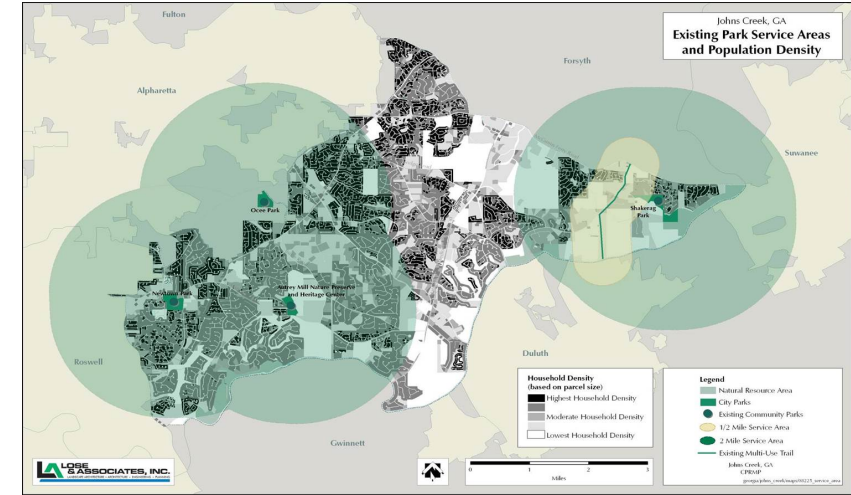 Fulton
Johns Creek, GA
Existing Park Service Areas
and Population Density
Forsyth
Alpharetta
Suwanee
Ocee Park
Shakerag
Park
Newtown Park
Autrey Mill Nature Preserve
and Heritage Center
Duluth
Roswell
Gwinnett
Household Density
(based on parcel size)
Highest Household Density
Moderate Household Density
Lowest Household Density
Legend
Natural Resource Area
City Parks
Existing Community Parks
1/2 Mile Service Area
2 Mile Service Area
Existing Multi-Use Trail
Johns Creek, GA
CPRMP
LA LOSE
& ASSOCIATES, INC.
0 1 2 3
Miles